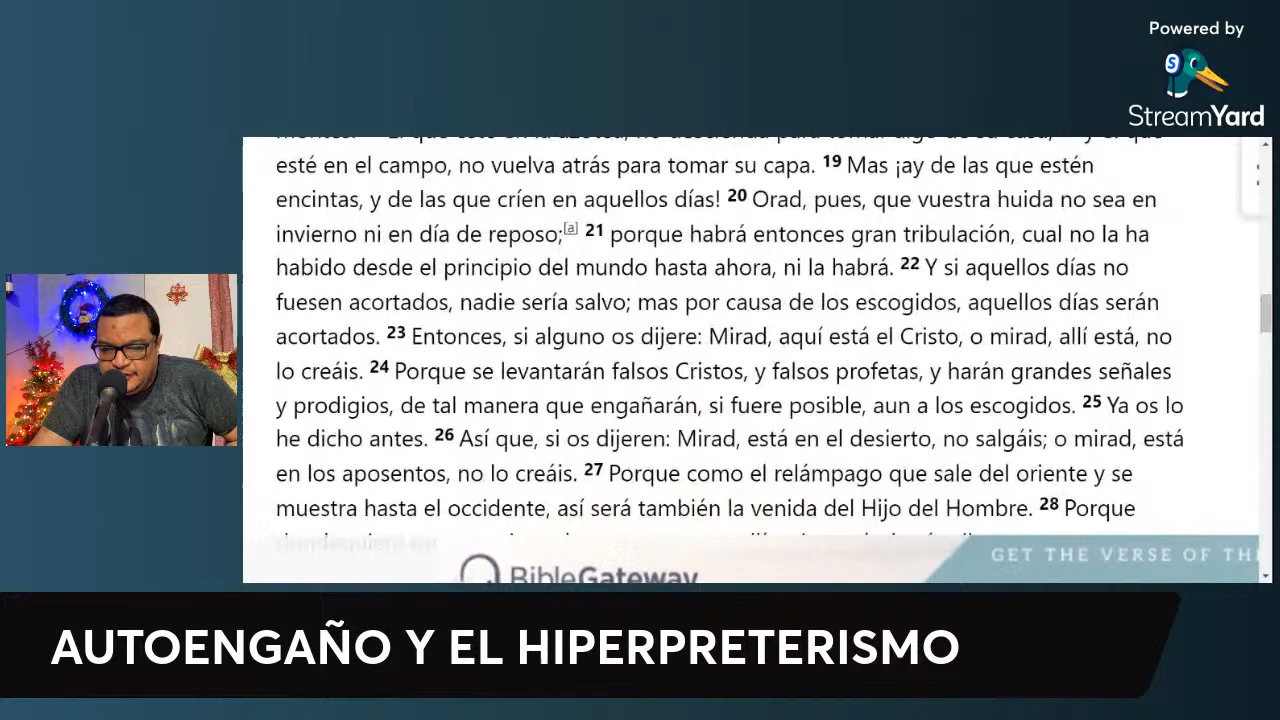 Powered by
StreamYard
esté en el campo, no vuelva atrás para tomar su capa. 19 Mas ¡ay de las que estén
encintas, y de las que críen en aquellos días! 20 Orad, pues, que vuestra huida no sea en
invierno ni en día de reposo;[a] 21 porque habrá entonces gran tribulación, cual no la ha
habido desde el principio del mundo hasta ahora, ni la habrá. 22 Y si aquellos días no
fuesen acortados, nadie sería salvo; mas por causa de los escogidos, aquellos días serán
acortados. 23 Entonces, si alguno os dijere: Mirad, aquí está el Cristo, o mirad, allí está, no
lo creáis. 24 Porque se levantarán falsos Cristos, y falsos profetas, y harán grandes señales
y prodigios, de tal manera que engañarán, si fuere posible, aun a los escogidos. 25 Ya os lo
he dicho antes. 26 Así que, si os dijeren: Mirad, está en el desierto, no salgáis; o mirad, está
en los aposentos, no lo creáis. 27 Porque como el relámpago que sale del oriente y se
muestra hasta el occidente, así será también la venida del Hijo del Hombre. 28 Porque
BibleGateway
GET THE VERSE OF
AUTOENGAÑO Y EL HIPERPRETERISMO